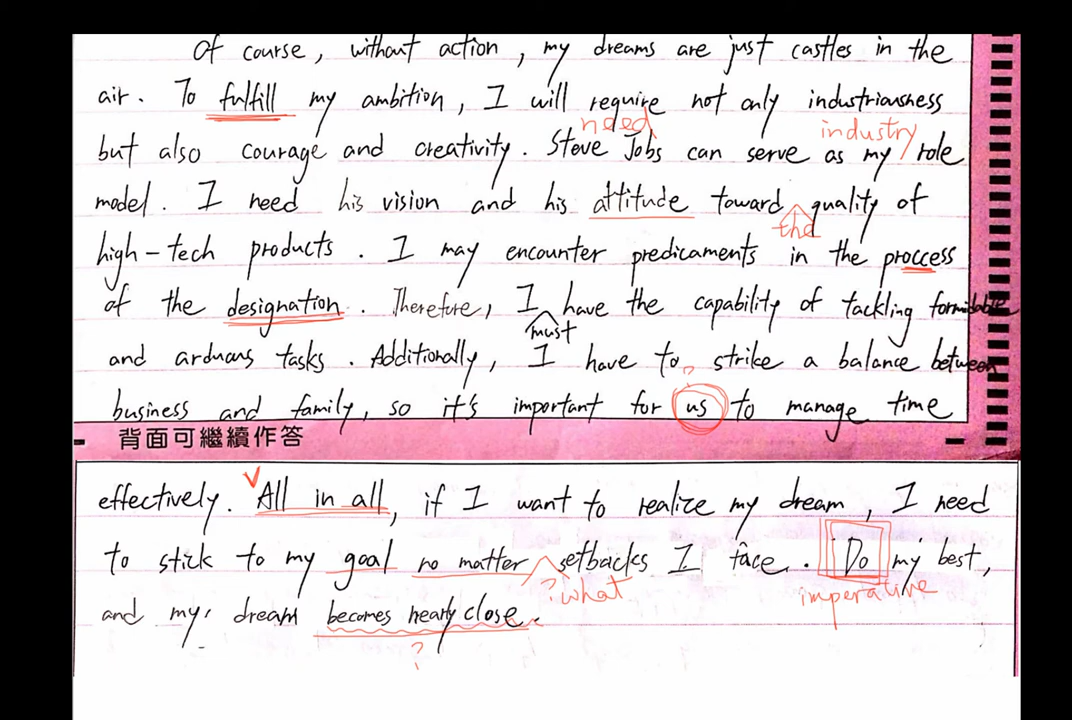 Of course, without action, my dreams are just castles in the
air. To fulfill my ambition, I will require not only industriousness
need
industry
but also courage and creativity. Steve Jobs can serve as my role
model. I need his vision and his attitude toward quality of
the
high-tech products. I may encounter predicaments in the proccess
of the designation. Therefore, I have the capability of tackling formidable
must
and arduous tasks. Additionally, I have to strike a balance between
?
business and family, so it's important for us to manage time
背面可繼續作答
effectively. All in all, if I want to realize my dream, I need
to stick to my goal no matter setbacks I face. Do my best,
?what
imperative
and my dream becomes nearly close.
?